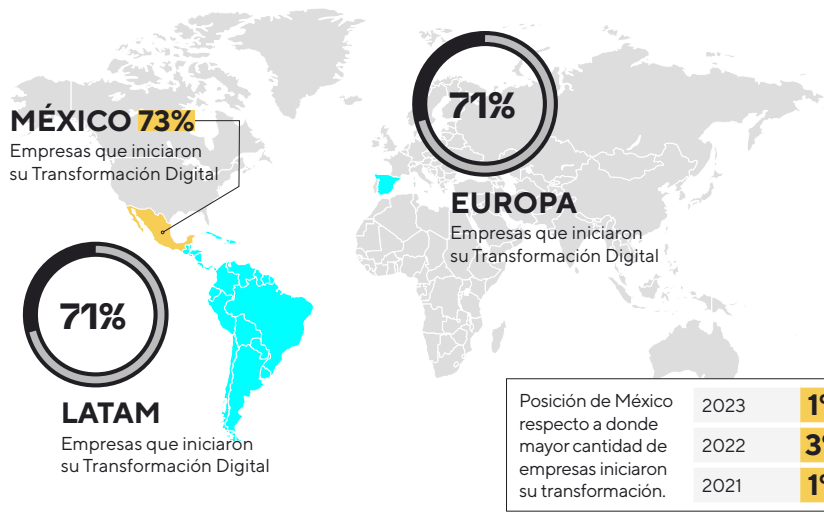 MÉXICO 73%
Empresas que iniciaron
su Transformación Digital
71%
EUROPA
Empresas que iniciaron
su Transformación Digital
71%
LATAM
Empresas que iniciaron
su Transformación Digital
Posición de México
respecto a donde
mayor cantidad de
empresas iniciaron
su transformación.
2023 1°
2022 3°
2021 1°